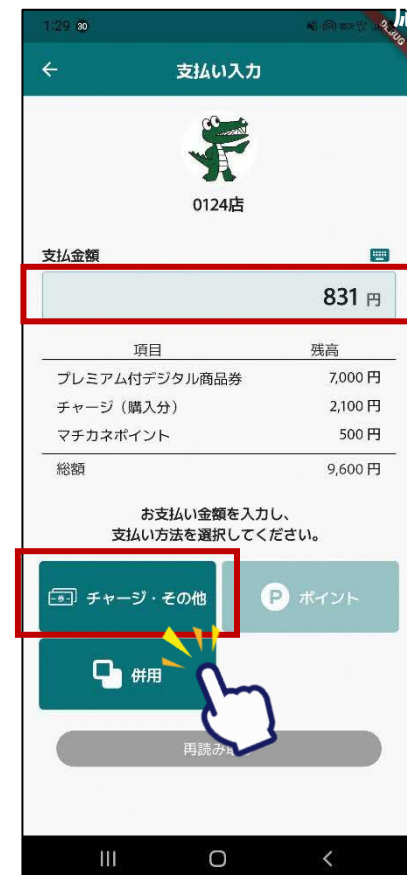 1:29 30
DEBUG
支払い入力
0124店
支払金額
831 円
項目 残高
プレミアム付デジタル商品券 7,000 円
チャージ（購入分） 2,100 円
マチカネポイント 500 円
総額 9,600 円
お支払い金額を入力し、
支払い方法を選択してください。
チャージ・その他
P ポイント
併用
再読み取